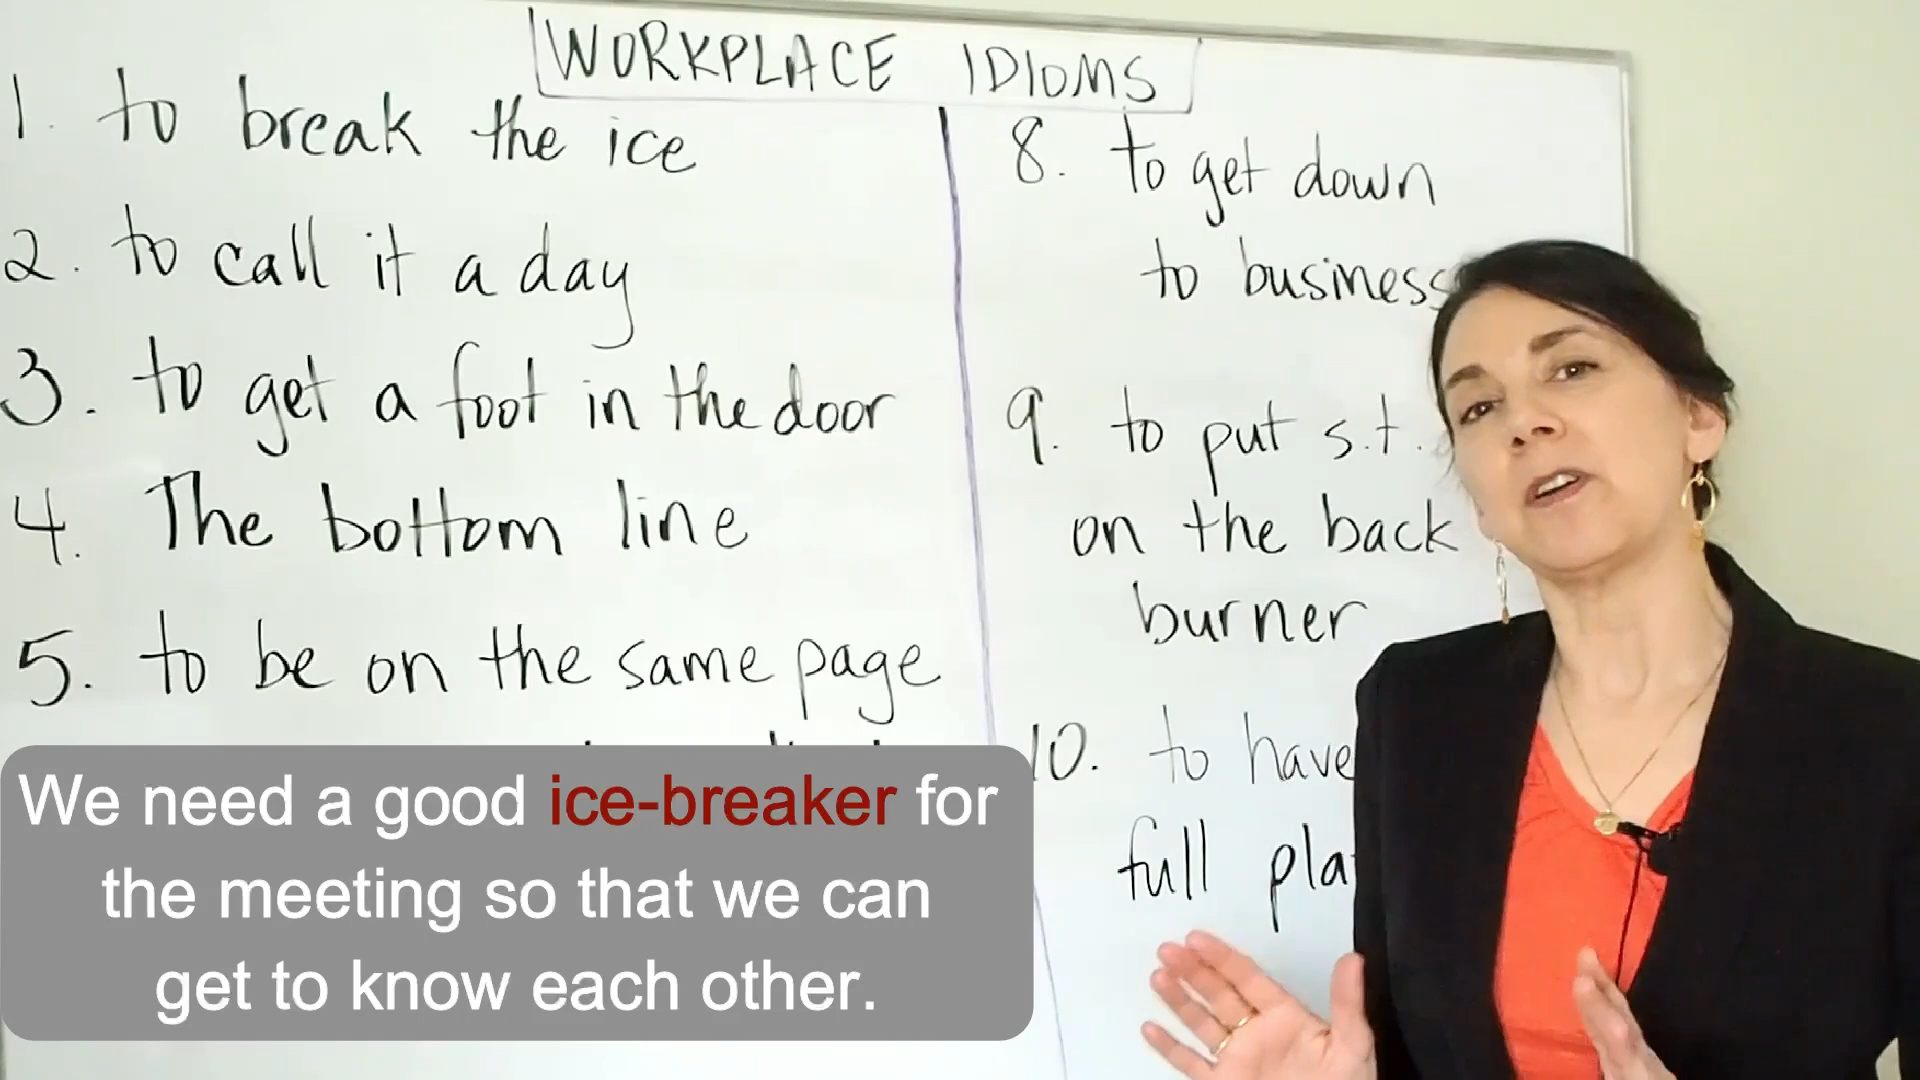 WORKPLACE IDIOMS
1. to break the ice
2. to call it a day
3. to get a foot in the door
4. The bottom line
5. to be on the same page
8. to get down
to business
9. to put s.t.
on the back
burner
10. to have
full
We need a good ice-breaker for
the meeting so that we can
get to know each other.